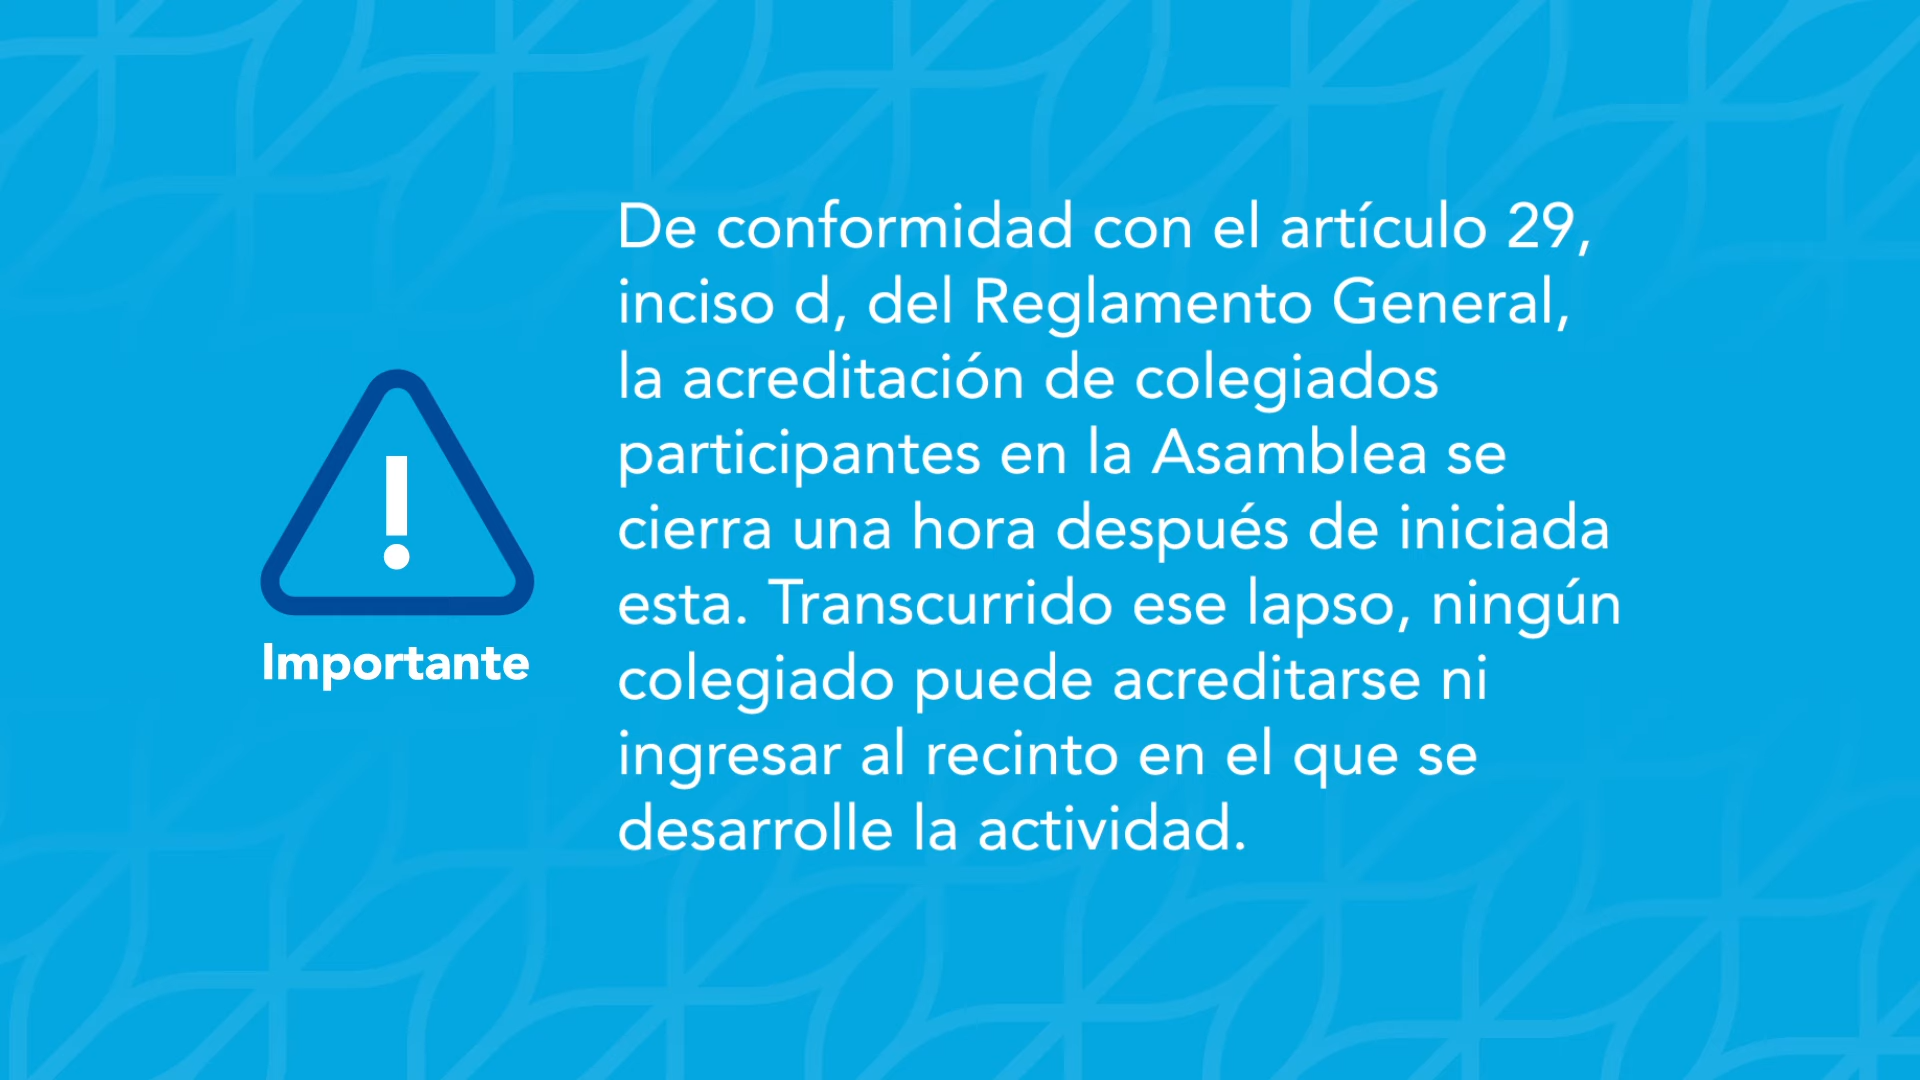 De conformidad con el artículo 29,
inciso d, del Reglamento General,
la acreditación de colegiados
participantes en la Asamblea se
cierra una hora después de iniciada
esta. Transcurrido ese lapso, ningún
colegiado puede acreditarse ni
ingresar al recinto en el que se
desarrolle la actividad.
!
Importante